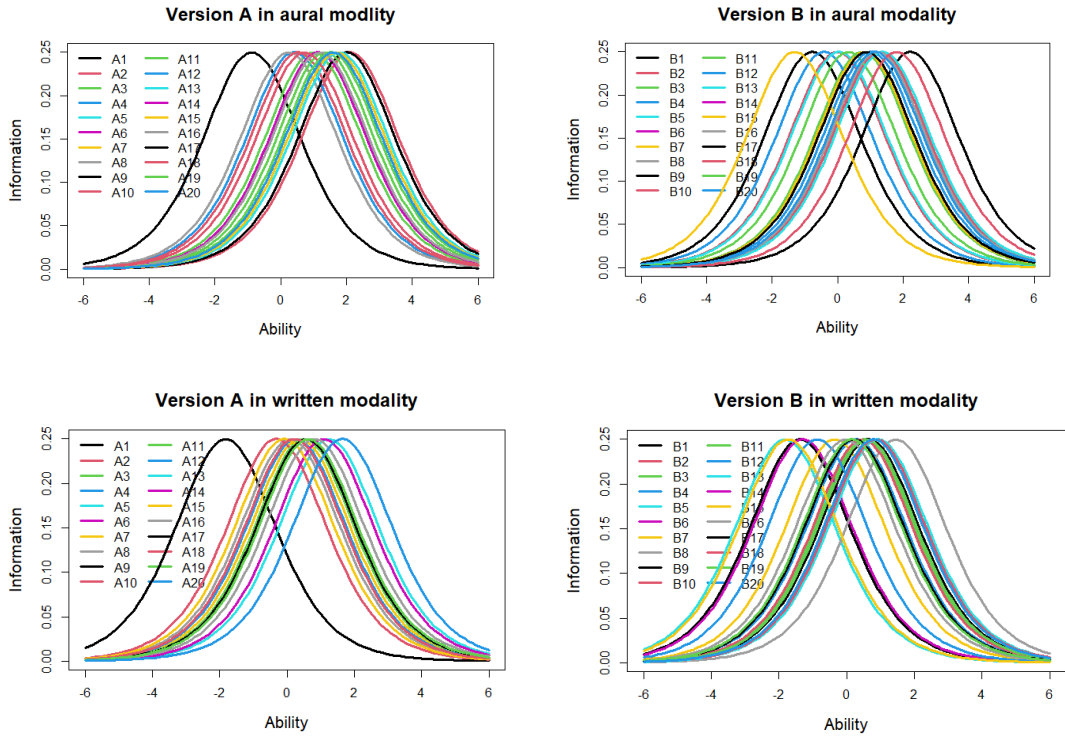 Version A in aural modlity
Information
0.00 0.05 0.10 0.15 0.20 0.25
A1 A11
A2 A12
A3 A13
A4 A14
A5 A15
A6 A16
A7 A17
A8 A18
A9 A19
A10 A20
-6 -4 -2 0 2 4 6
Ability
Version B in aural modality
Information
0.00 0.05 0.10 0.15 0.20 0.25
B1 B11
B2 B12
B3 B13
B4 B14
B5 B15
B6 B16
B7 B17
B8 B18
B9 B19
B10 B20
-6 -4 -2 0 2 4 6
Ability
Version A in written modality
Information
0.00 0.05 0.10 0.15 0.20 0.25
A1 A11
A2 A12
A3 A13
A4 A14
A5 A15
A6 A16
A7 A17
A8 A18
A9 A19
A10 A20
-6 -4 -2 0 2 4 6
Ability
Version B in written modality
Information
0.00 0.05 0.10 0.15 0.20 0.25
B1 B11
B2 B12
B3 B13
B4 B14
B5 B15
B6 B16
B7 B17
B8 B18
B9 B19
B10 B20
-6 -4 -2 0 2 4 6
Ability